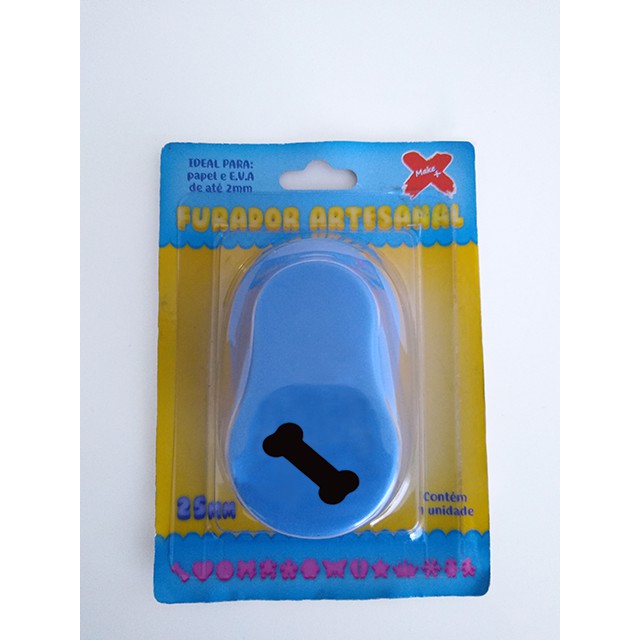 IDEAL PARA:
papel e E.V.A
de até 2mm
Make+
FURADOR ARTESANAL
25MM
Contém
1 unidade